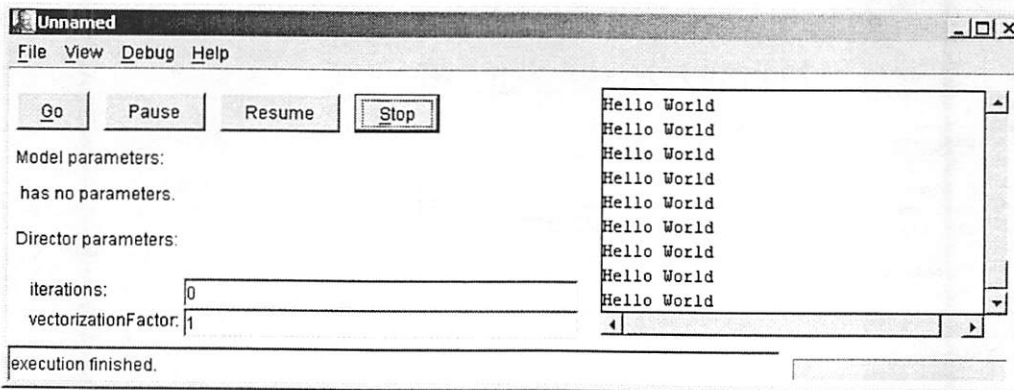 Unnamed
File View Debug Help
Go Pause Resume Stop
Model parameters:
has no parameters.
Director parameters:
iterations: 0
vectorizationFactor: 1
Hello World
Hello World
Hello World
Hello World
Hello World
Hello World
Hello World
Hello World
Hello World
execution finished.